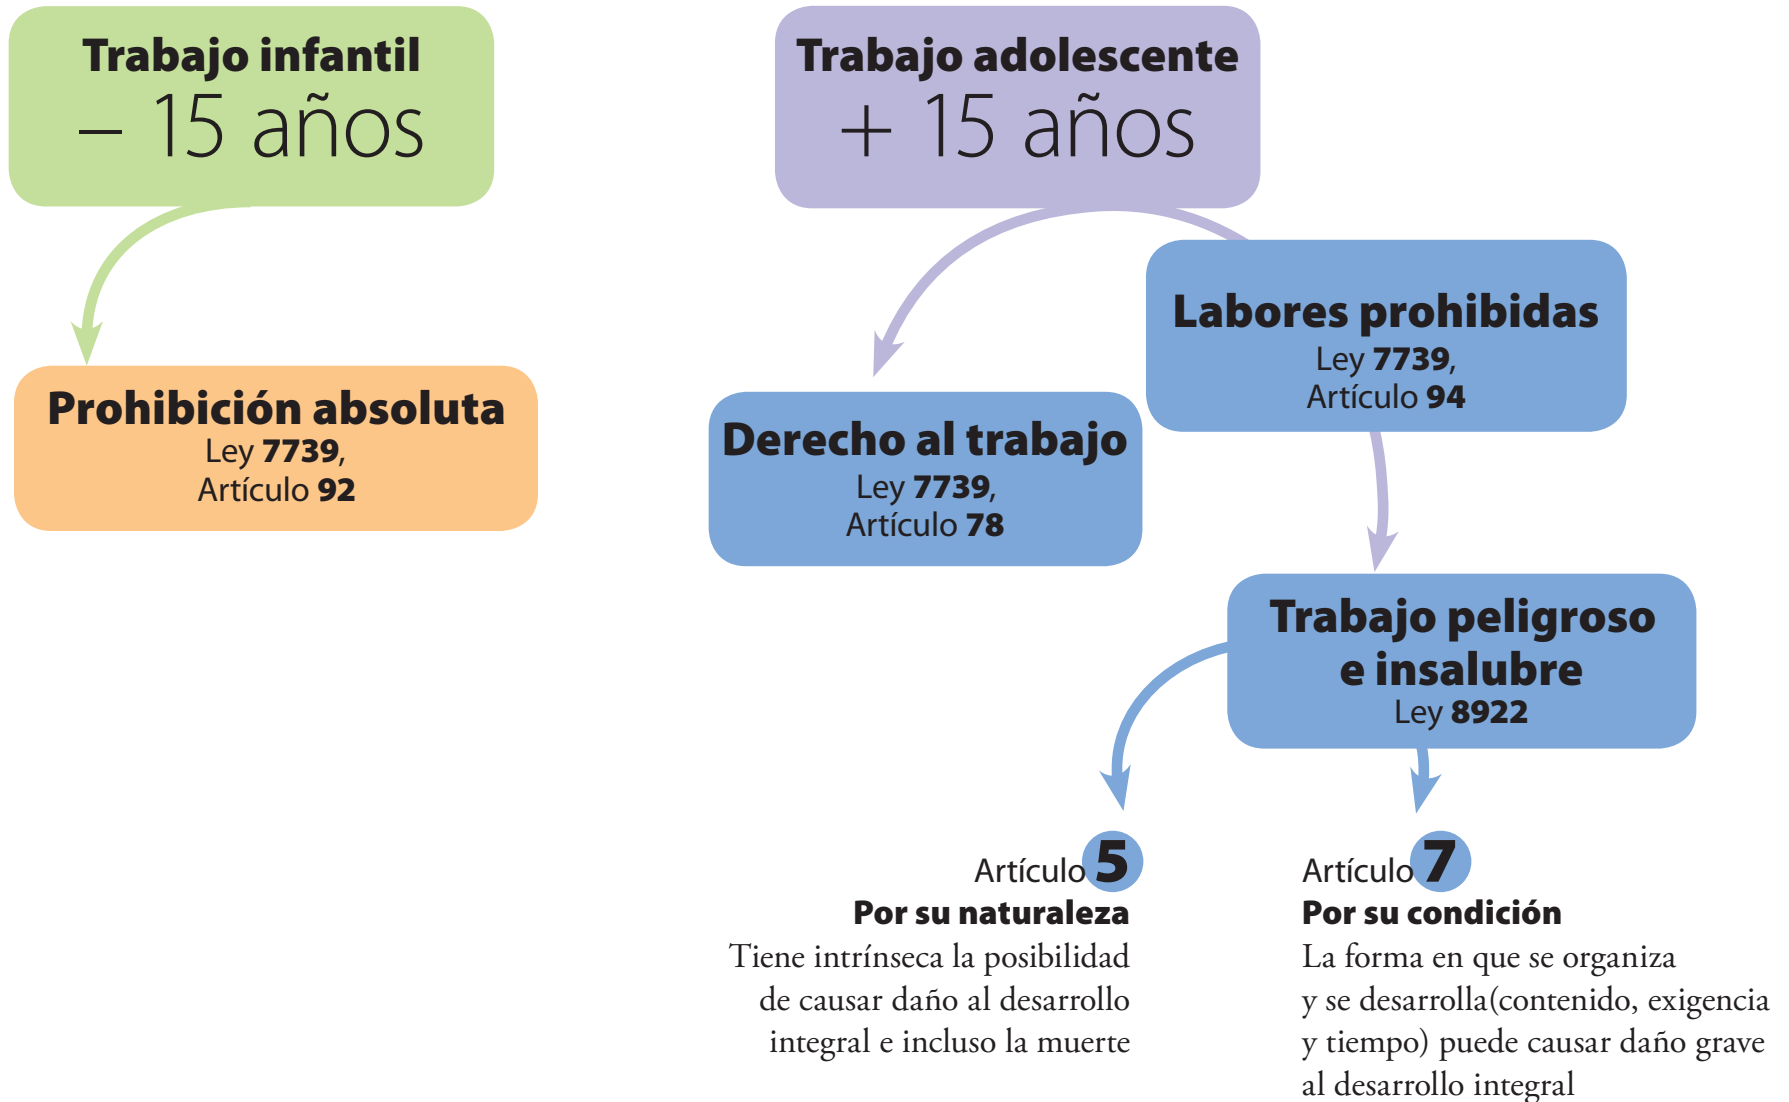 Trabajo infantil
– 15 años
Prohibición absoluta
Ley 7739,
Artículo 92
Trabajo adolescente
+ 15 años
Derecho al trabajo
Ley 7739,
Artículo 78
Labores prohibidas
Ley 7739,
Artículo 94
Trabajo peligroso
e insalubre
Ley 8922
Artículo 5
Por su naturaleza
Tiene intrínseca la posibilidad
de causar daño al desarrollo
integral e incluso la muerte
Artículo 7
Por su condición
La forma en que se organiza
y se desarrolla(contenido, exigencia
y tiempo) puede causar daño grave
al desarrollo integral